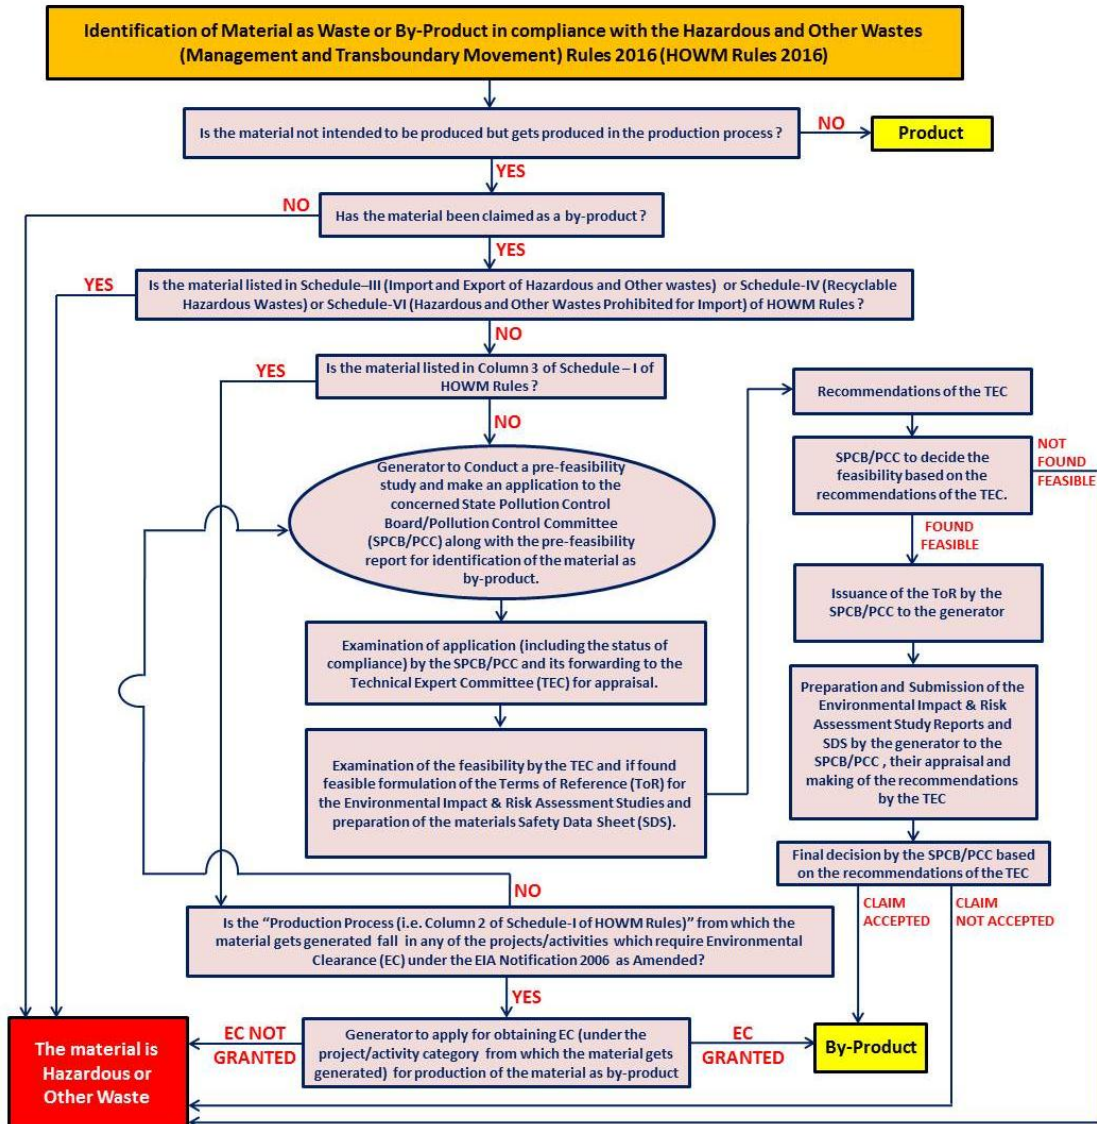 Identification of Material as Waste or By-Product in compliance with the Hazardous and Other Wastes
(Management and Transboundary Movement) Rules 2016 (HOWM Rules 2016)
Is the material not intended to be produced but gets produced in the production process ?
NO
Product
YES
NO
Has the material been claimed as a by-product ?
YES
YES
Is the material listed in Schedule–III (Import and Export of Hazardous and Other wastes) or Schedule-IV (Recyclable
Hazardous Wastes) or Schedule-VI (Hazardous and Other Wastes Prohibited for Import) of HOWM Rules ?
NO
YES
Is the material listed in Column 3 of Schedule – I of
HOWM Rules ?
NO
Generator to Conduct a pre-feasibility
study and make an application to the
concerned State Pollution Control
Board/Pollution Control Committee
(SPCB/PCC) along with the pre-feasibility
report for identification of the material as
by-product.
Examination of application (including the status of
compliance) by the SPCB/PCC and its forwarding to the
Technical Expert Committee (TEC) for appraisal.
Examination of the feasibility by the TEC and if found
feasible formulation of the Terms of Reference (ToR) for
the Environmental Impact & Risk Assessment Studies and
preparation of the materials Safety Data Sheet (SDS).
Recommendations of the TEC
SPCB/PCC to decide the
feasibility based on the
recommendations of the TEC.
NOT
FOUND
FEASIBLE
FOUND
FEASIBLE
Issuance of the ToR by the
SPCB/PCC to the generator
Preparation and Submission of the
Environmental Impact & Risk
Assessment Study Reports and
SDS by the generator to the
SPCB/PCC , their appraisal and
making of the recommendations
by the TEC
Final decision by the SPCB/PCC based
on the recommendations of the TEC
CLAIM
ACCEPTED
CLAIM
NOT ACCEPTED
NO
Is the “Production Process (i.e. Column 2 of Schedule-I of HOWM Rules)” from which the
material gets generated fall in any of the projects/activities which require Environmental
Clearance (EC) under the EIA Notification 2006 as Amended?
YES
Generator to apply for obtaining EC (under the
project/activity category from which the material gets
generated) for production of the material as by-product
EC NOT
GRANTED
EC
GRANTED
By-Product
The material is
Hazardous or
Other Waste